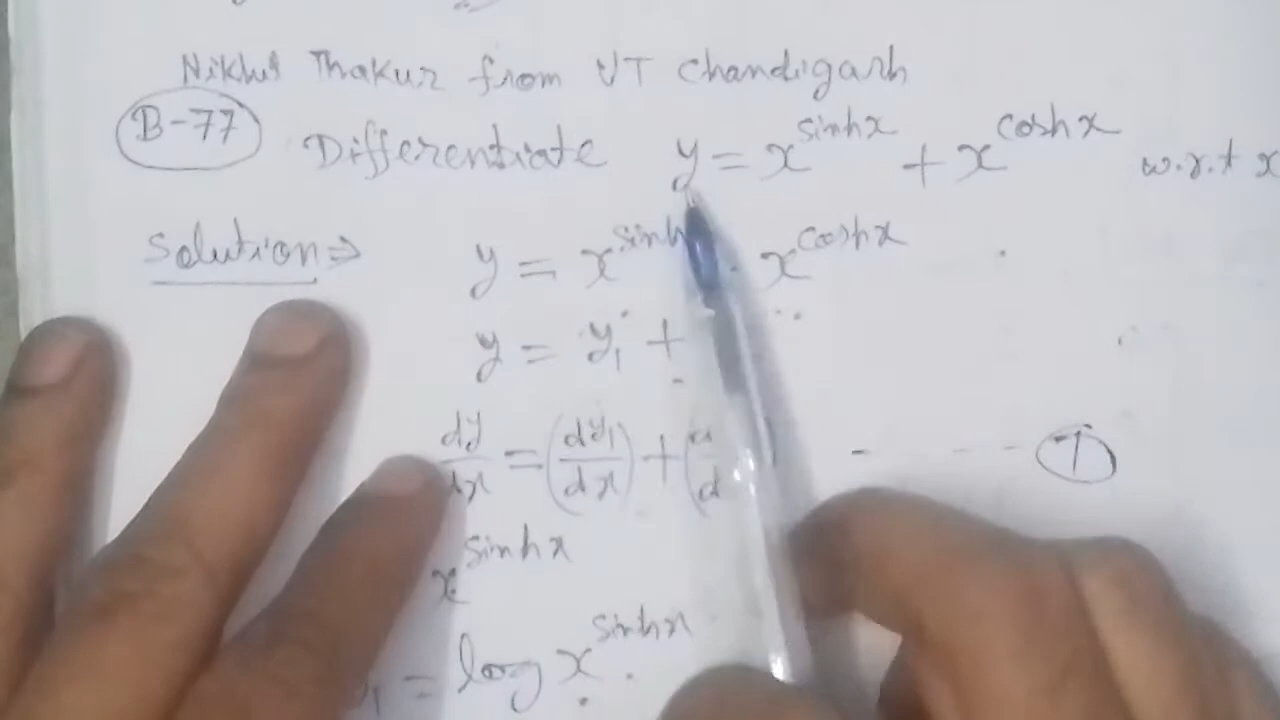 Nikhil Thakur from UT Chandigarh
B-77 Differentiate y = x^sinhx + x^coshx w.r.t x
Solution ⇒ y = x^sinh x^coshx
y = y₁ +
dy/dx = (dy₁/dx) + ( ①
x^sinhx
= log x^sinhx